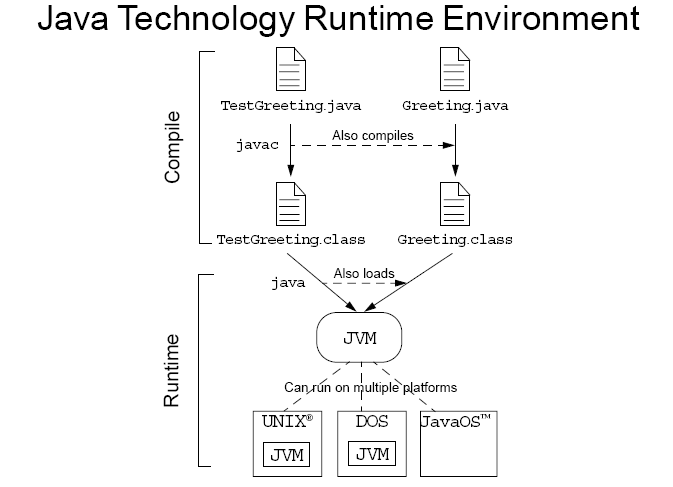 Java Technology Runtime Environment
TestGreeting.java
Greeting.java
Compile
javac
Also compiles
TestGreeting.class
Greeting.class
Runtime
java
Also loads
JVM
Can run on multiple platforms
UNIX®
DOS
JavaOS™
JVM
JVM